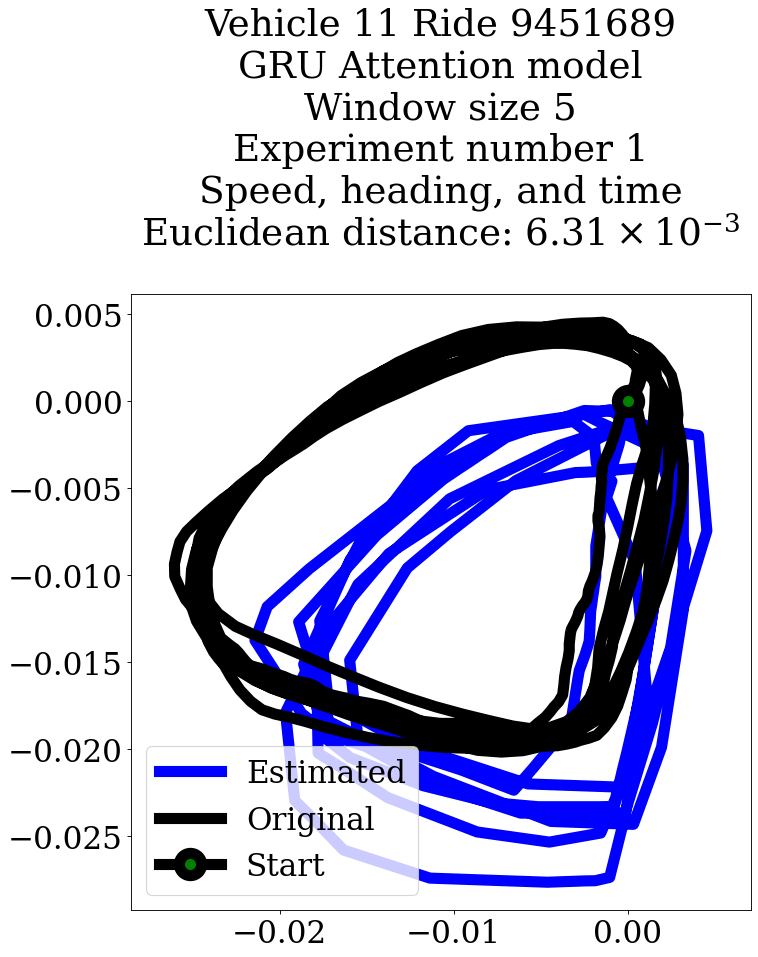 Vehicle 11 Ride 9451689
GRU Attention model
Window size 5
Experiment number 1
Speed, heading, and time
Euclidean distance: 6.31 × 10⁻³
0.005
0.000
−0.005
−0.010
−0.015
−0.020
−0.025
Estimated
Original
Start
−0.02 −0.01 0.00